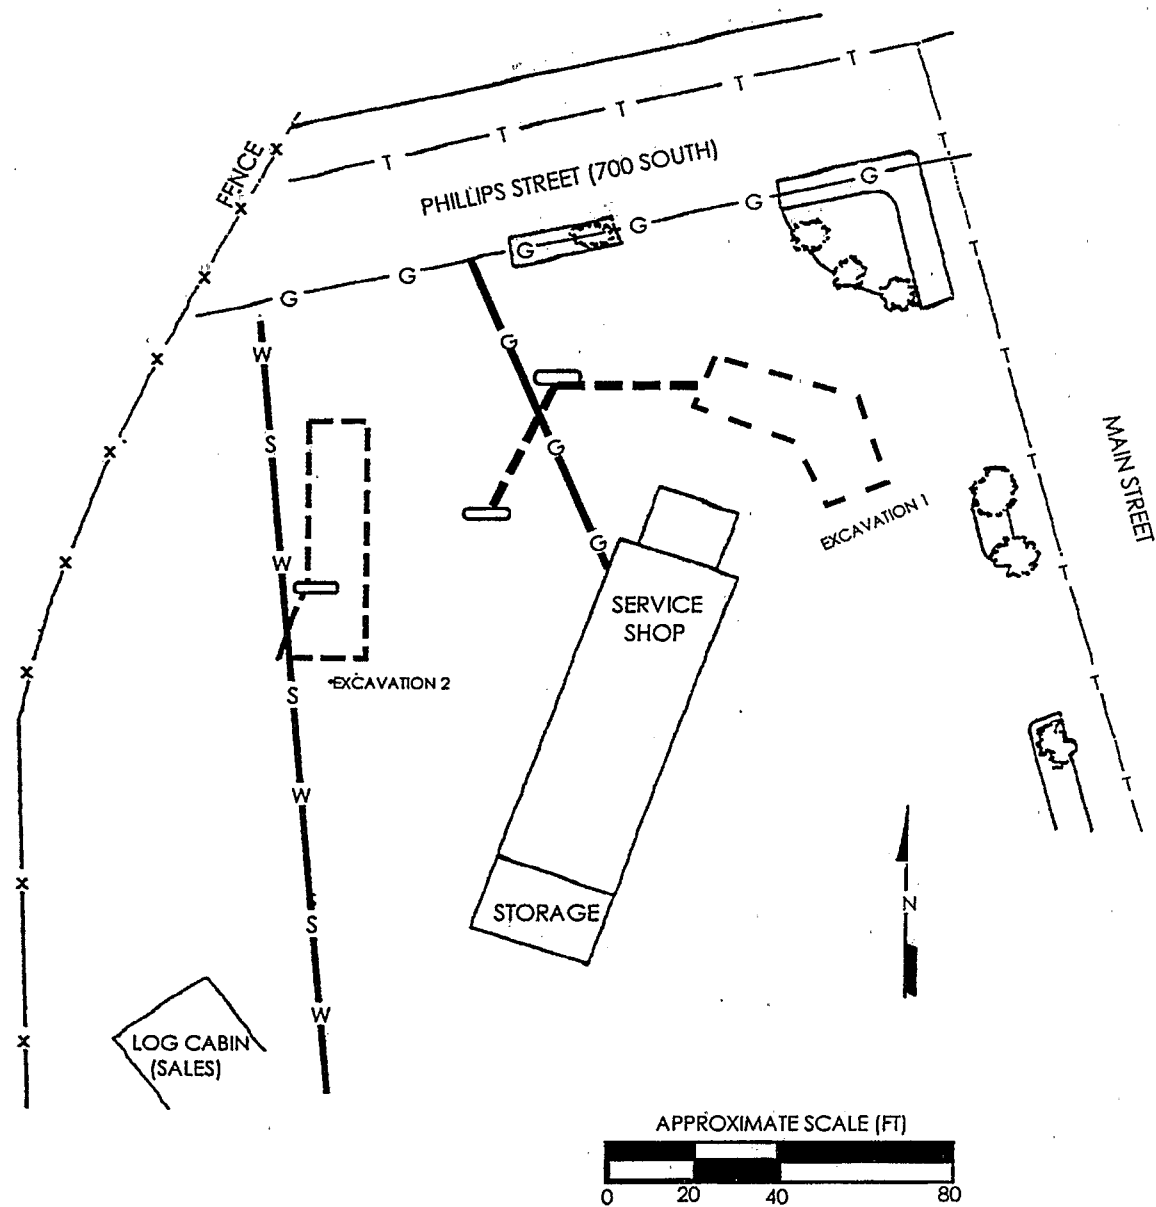 T T T T T
FENCE
PHILLIPS STREET (700 SOUTH)
G G G G G G
T
T
T
T
T
T
T
W
S
W
S
W
S
W
G
G
G
X
X
X
X
X
X
X
X
X
MAIN STREET
EXCAVATION 1
SERVICE
SHOP
EXCAVATION 2
STORAGE
N
LOG CABIN
(SALES)
APPROXIMATE SCALE (FT)
0 20 40 80